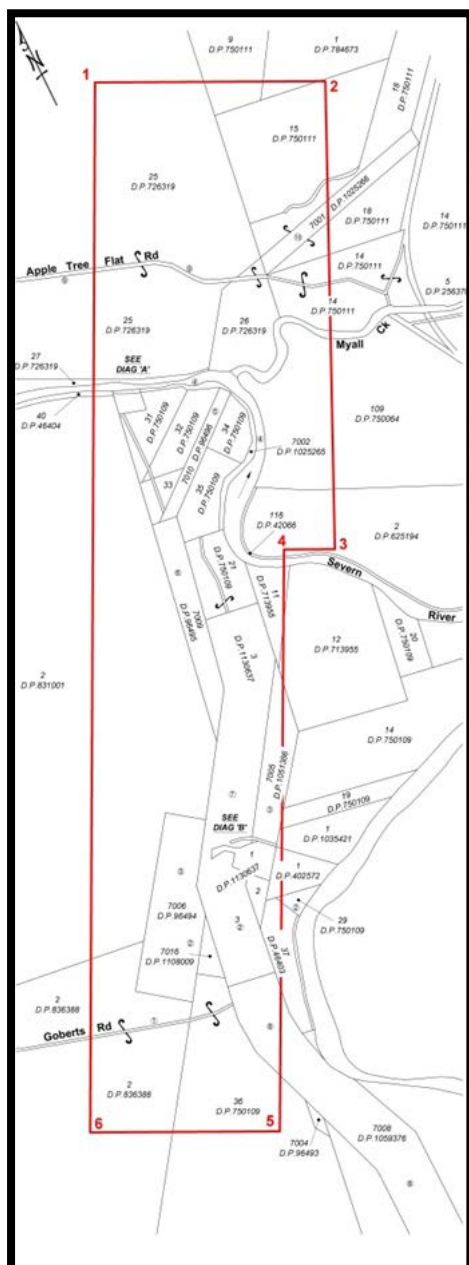 N
9
D.P.750111
1
D.P.784673
1
2
18
D.P.750111
15
D.P.750111
25
D.P.726319
7001 D.P.1025266
18
D.P.750111
14
D.P.750111
14
D.P.750111
5
D.P.25637
Apple Tree Flat Rd
14
D.P.750111
25
D.P.726319
26
D.P.726319
Myall Ck
27
D.P.726319
SEE
DIAG 'A'
40
D.P.46404
31
D.P.750109
32
D.P.750109
7010 D.P.96496
34
D.P.750109
7002
D.P.1025265
109
D.P.750064
33
35
D.P.750109
116
D.P.42066
4
3
2
D.P.625194
21
D.P.750109
11
D.P.713955
Severn River
7009
D.P.96495
12
D.P.713955
20
D.P.750109
3
D.P.1130637
2
D.P.831001
14
D.P.750109
7005
D.P.1051386
19
D.P.750109
SEE
DIAG 'B'
1
D.P.1035421
1
D.P.1130637
2
1
D.P.402572
7006
D.P.96494
29
D.P.750109
3
7016
D.P.1108009
37
D.P.46403
2
D.P.836388
Goberts Rd
2
D.P.836388
36
D.P.750109
6
5
7004
D.P.96493
7008
D.P.1059376